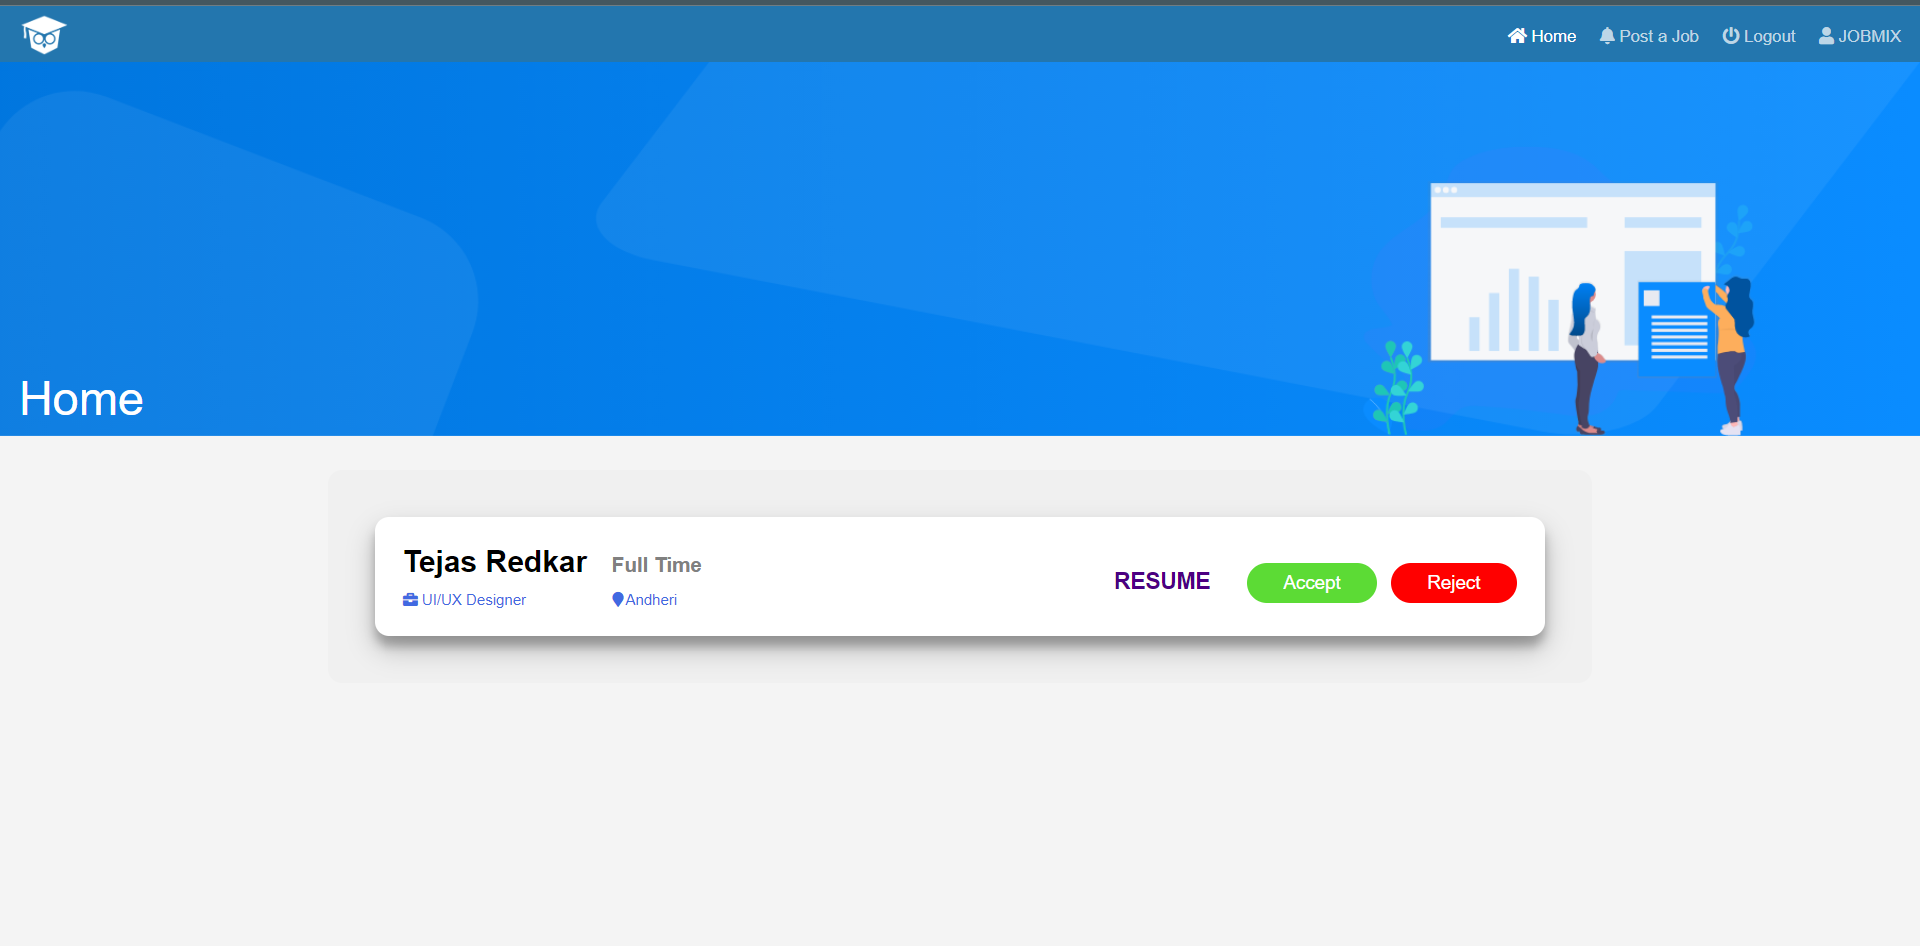 Home Post a Job Logout JOBMIX
Home
Tejas Redkar Full Time
UI/UX Designer Andheri
RESUME Accept Reject